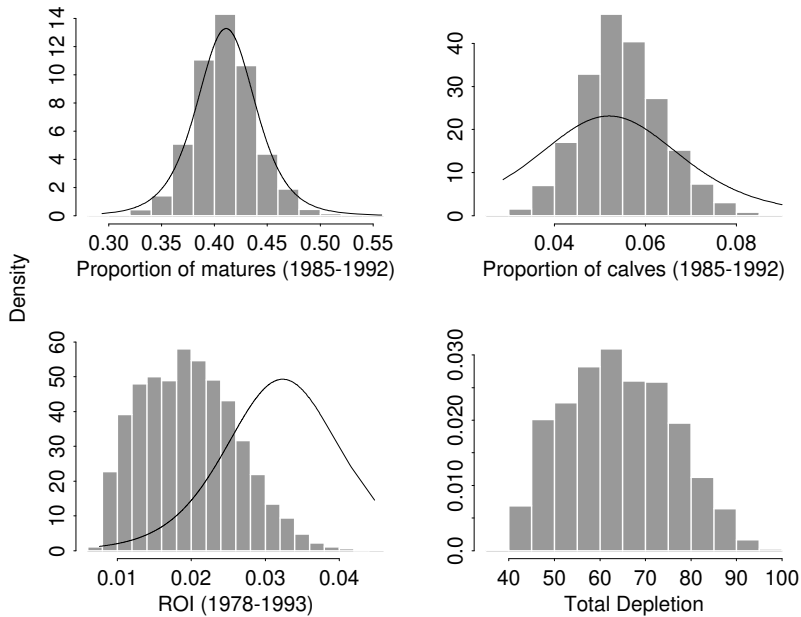 Density
14
12
10
8
6
4
2
0
0.30 0.35 0.40 0.45 0.50 0.55
Proportion of matures (1985-1992)
40
30
20
10
0
0.04 0.06 0.08
Proportion of calves (1985-1992)
60
50
40
30
20
10
0
0.01 0.02 0.03 0.04
ROI (1978-1993)
0.030
0.020
0.010
0.0
40 50 60 70 80 90 100
Total Depletion